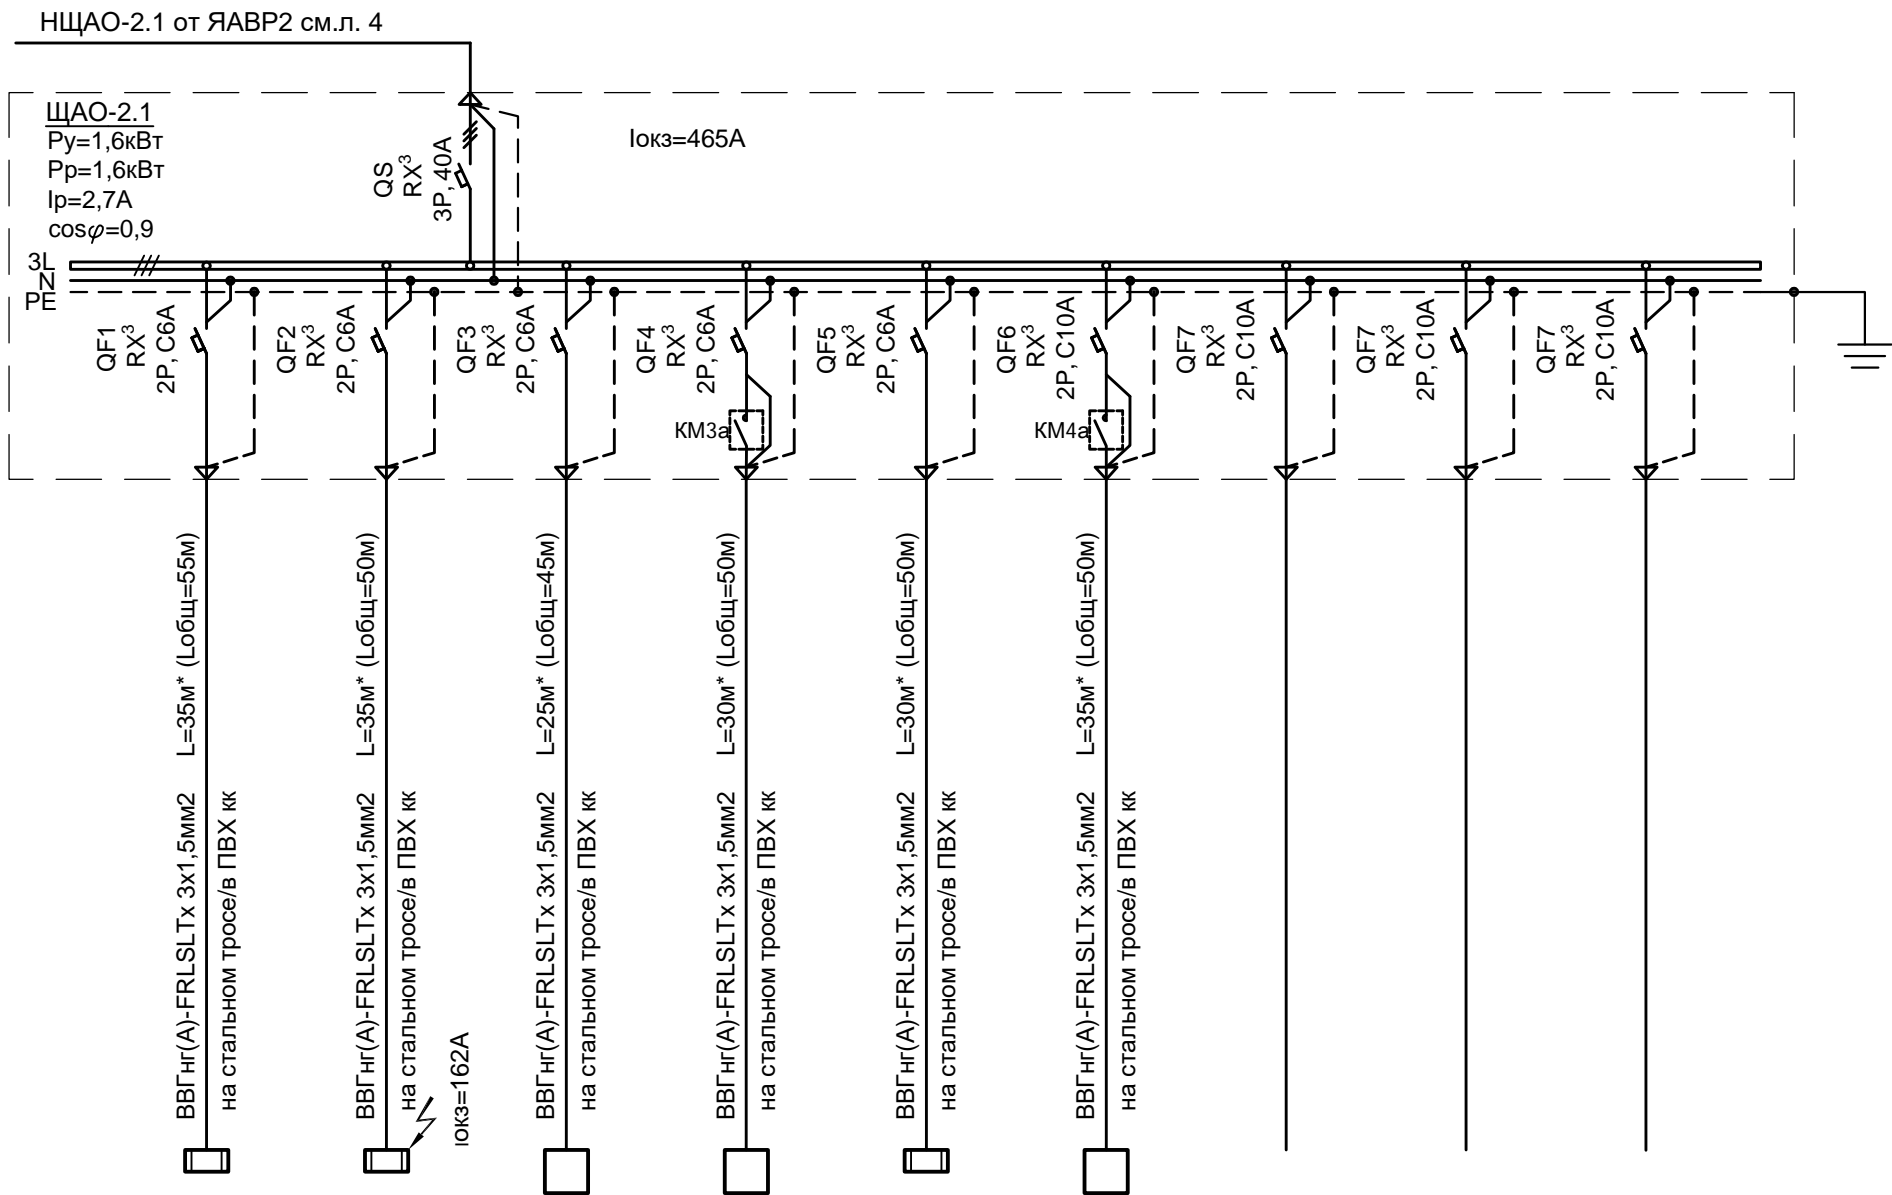 НЩАО-2.1 от ЯАВР2 см.л. 4
ЩАО-2.1
Ру=1,6кВт
Рр=1,6кВт
Iр=2,7А
cosφ=0,9
QS
RX³
3P, 40A
Iокз=465А
3L
N
PE
QF1
RX³
2P, C6A
QF2
RX³
2P, C6A
QF3
RX³
2P, C6A
QF4
RX³
2P, C6A
QF5
RX³
2P, C6A
QF6
RX³
2P, C10A
QF7
RX³
2P, C10A
QF7
RX³
2P, C10A
QF7
RX³
2P, C10A
КМ3а
КМ4а
ВВГнг(А)-FRLSLTx 3х1,5мм2 L=35м* (Lобщ=55м)
на стальном тросе/в ПВХ кк
ВВГнг(А)-FRLSLTx 3х1,5мм2 L=35м* (Lобщ=50м)
на стальном тросе/в ПВХ кк
Iокз=162А
ВВГнг(А)-FRLSLTx 3х1,5мм2 L=25м* (Lобщ=45м)
на стальном тросе/в ПВХ кк
ВВГнг(А)-FRLSLTx 3х1,5мм2 L=30м* (Lобщ=50м)
на стальном тросе/в ПВХ кк
ВВГнг(А)-FRLSLTx 3х1,5мм2 L=30м* (Lобщ=50м)
на стальном тросе/в ПВХ кк
ВВГнг(А)-FRLSLTx 3х1,5мм2 L=35м* (Lобщ=50м)
на стальном тросе/в ПВХ кк